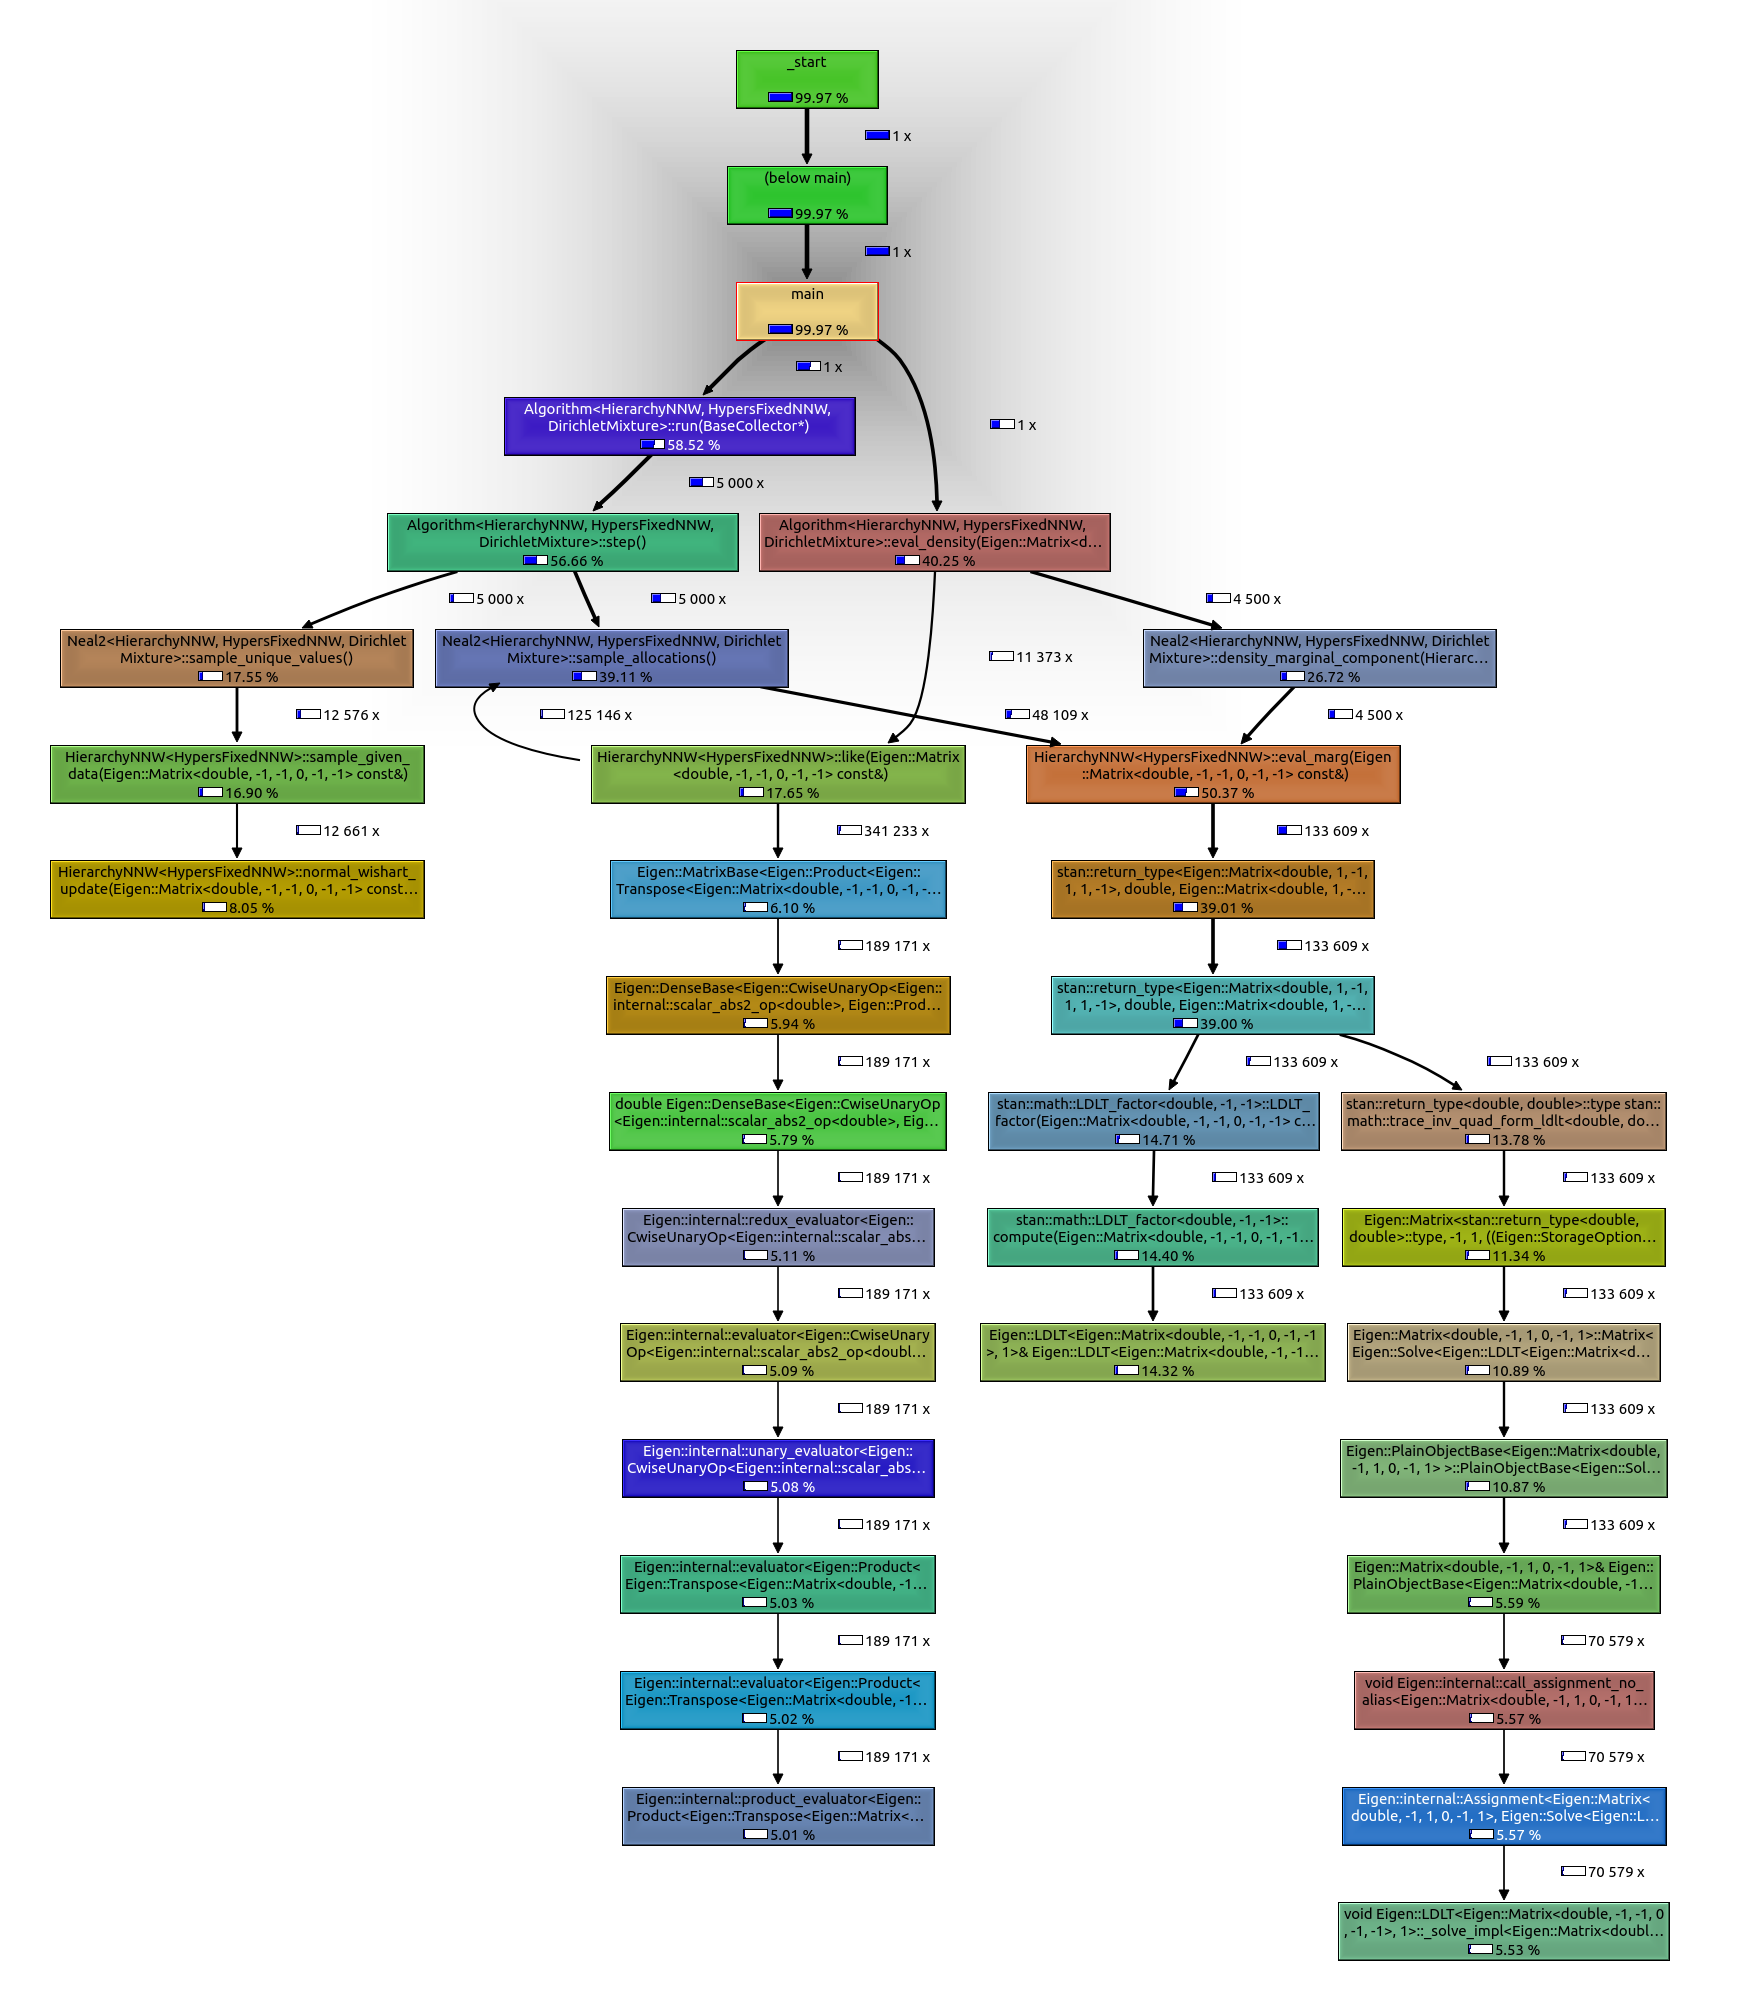 _start
99.97 %
1 x
(below main)
99.97 %
1 x
main
99.97 %
1 x
Algorithm<HierarchyNNW, HypersFixedNNW,
DirichletMixture>::run(BaseCollector*)
58.52 %
1 x
5 000 x
Algorithm<HierarchyNNW, HypersFixedNNW,
DirichletMixture>::step()
56.66 %
Algorithm<HierarchyNNW, HypersFixedNNW,
DirichletMixture>::eval_density(Eigen::Matrix<d...
40.25 %
5 000 x
5 000 x
4 500 x
Neal2<HierarchyNNW, HypersFixedNNW, Dirichlet
Mixture>::sample_unique_values()
17.55 %
Neal2<HierarchyNNW, HypersFixedNNW, Dirichlet
Mixture>::sample_allocations()
39.11 %
11 373 x
Neal2<HierarchyNNW, HypersFixedNNW, Dirichlet
Mixture>::density_marginal_component(Hierarc...
26.72 %
12 576 x
125 146 x
48 109 x
4 500 x
HierarchyNNW<HypersFixedNNW>::sample_given_
data(Eigen::Matrix<double, -1, -1, 0, -1, -1> const&)
16.90 %
HierarchyNNW<HypersFixedNNW>::like(Eigen::Matrix
<double, -1, -1, 0, -1, -1> const&)
17.65 %
HierarchyNNW<HypersFixedNNW>::eval_marg(Eigen
::Matrix<double, -1, -1, 0, -1, -1> const&)
50.37 %
12 661 x
341 233 x
133 609 x
HierarchyNNW<HypersFixedNNW>::normal_wishart_
update(Eigen::Matrix<double, -1, -1, 0, -1, -1> const...
8.05 %
Eigen::MatrixBase<Eigen::Product<Eigen::
Transpose<Eigen::Matrix<double, -1, -1, 0, -1, -...
6.10 %
stan::return_type<Eigen::Matrix<double, 1, -1,
1, 1, -1>, double, Eigen::Matrix<double, 1, -...
39.01 %
189 171 x
133 609 x
Eigen::DenseBase<Eigen::CwiseUnaryOp<Eigen::
internal::scalar_abs2_op<double>, Eigen::Prod...
5.94 %
stan::return_type<Eigen::Matrix<double, 1, -1,
1, 1, -1>, double, Eigen::Matrix<double, 1, -...
39.00 %
189 171 x
133 609 x
133 609 x
double Eigen::DenseBase<Eigen::CwiseUnaryOp
<Eigen::internal::scalar_abs2_op<double>, Eig...
5.79 %
stan::math::LDLT_factor<double, -1, -1>::LDLT_
factor(Eigen::Matrix<double, -1, -1, 0, -1, -1> c...
14.71 %
stan::return_type<double, double>::type stan::
math::trace_inv_quad_form_ldlt<double, do...
13.78 %
189 171 x
133 609 x
133 609 x
Eigen::internal::redux_evaluator<Eigen::
CwiseUnaryOp<Eigen::internal::scalar_abs...
5.11 %
stan::math::LDLT_factor<double, -1, -1>::
compute(Eigen::Matrix<double, -1, -1, 0, -1, -1...
14.40 %
Eigen::Matrix<stan::return_type<double,
double>::type, -1, 1, ((Eigen::StorageOption...
11.34 %
189 171 x
133 609 x
133 609 x
Eigen::internal::evaluator<Eigen::CwiseUnary
Op<Eigen::internal::scalar_abs2_op<doubl...
5.09 %
Eigen::LDLT<Eigen::Matrix<double, -1, -1, 0, -1, -1
>, 1>& Eigen::LDLT<Eigen::Matrix<double, -1, -1...
14.32 %
Eigen::Matrix<double, -1, 1, 0, -1, 1>::Matrix<
Eigen::Solve<Eigen::LDLT<Eigen::Matrix<d...
10.89 %
189 171 x
133 609 x
Eigen::internal::unary_evaluator<Eigen::
CwiseUnaryOp<Eigen::internal::scalar_abs...
5.08 %
Eigen::PlainObjectBase<Eigen::Matrix<double,
-1, 1, 0, -1, 1> >::PlainObjectBase<Eigen::Sol...
10.87 %
189 171 x
133 609 x
Eigen::internal::evaluator<Eigen::Product<
Eigen::Transpose<Eigen::Matrix<double, -1...
5.03 %
Eigen::Matrix<double, -1, 1, 0, -1, 1>& Eigen::
PlainObjectBase<Eigen::Matrix<double, -1...
5.59 %
189 171 x
70 579 x
Eigen::internal::evaluator<Eigen::Product<
Eigen::Transpose<Eigen::Matrix<double, -1...
5.02 %
void Eigen::internal::call_assignment_no_
alias<Eigen::Matrix<double, -1, 1, 0, -1, 1...
5.57 %
189 171 x
70 579 x
Eigen::internal::product_evaluator<Eigen::
Product<Eigen::Transpose<Eigen::Matrix<...
5.01 %
Eigen::internal::Assignment<Eigen::Matrix<
double, -1, 1, 0, -1, 1>, Eigen::Solve<Eigen::L...
5.57 %
70 579 x
void Eigen::LDLT<Eigen::Matrix<double, -1, -1, 0
, -1, -1>, 1>::_solve_impl<Eigen::Matrix<doubl...
5.53 %